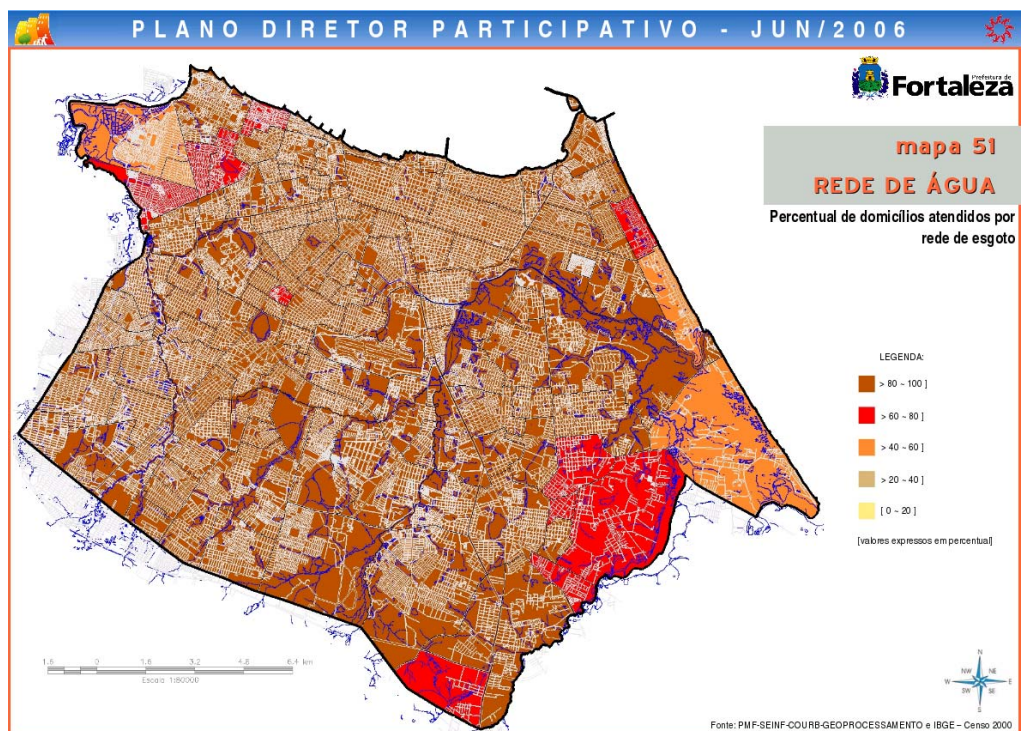 PLANO DIRETOR PARTICIPATIVO - JUN/2006
Prefeitura de
Fortaleza
mapa 51
REDE DE ÁGUA
Percentual de domicílios atendidos por
rede de esgoto
LEGENDA:
> 80 ~ 100 ]
> 60 ~ 80 ]
> 40 ~ 60 ]
> 20 ~ 40 ]
[ 0 ~ 20 ]
[valores expressos em percentual]
1.6 0 1.6 3.2 4.8 6.4 km
Escala 1:80000
N
NW NE
W E
SW SE
S
Fonte: PMF-SEINF-COURB-GEOPROCESSAMENTO e IBGE – Censo 2000